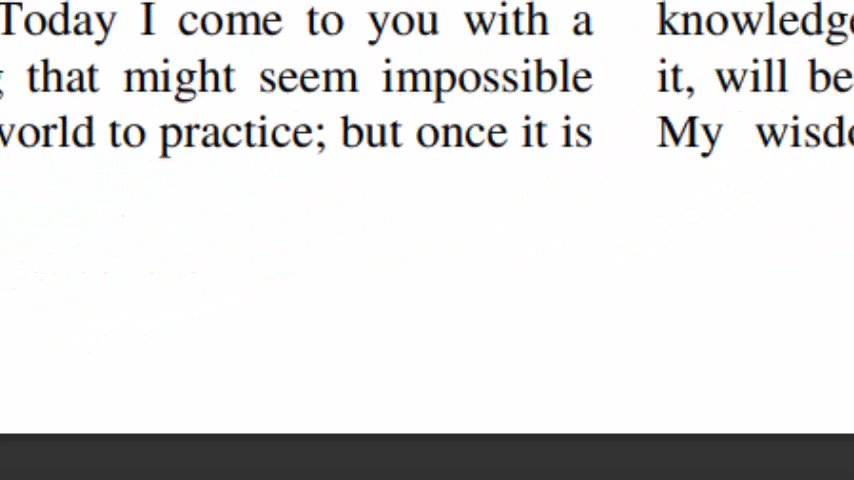 Today I come to you with a
that might seem impossible
world to practice; but once it is
knowledge
it, will be
My